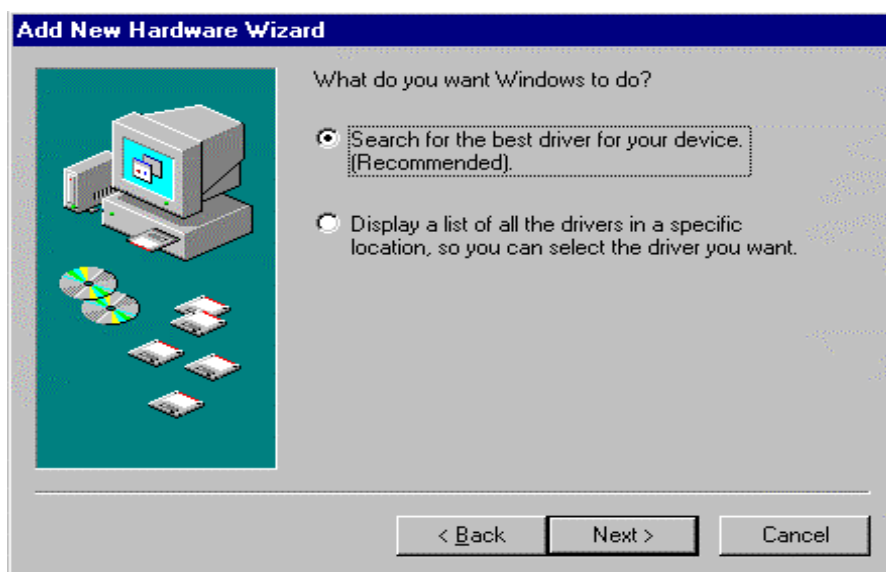 Add New Hardware Wizard
What do you want Windows to do?
Search for the best driver for your device.
(Recommended).
Display a list of all the drivers in a specific
location, so you can select the driver you want.
< Back
Next >
Cancel